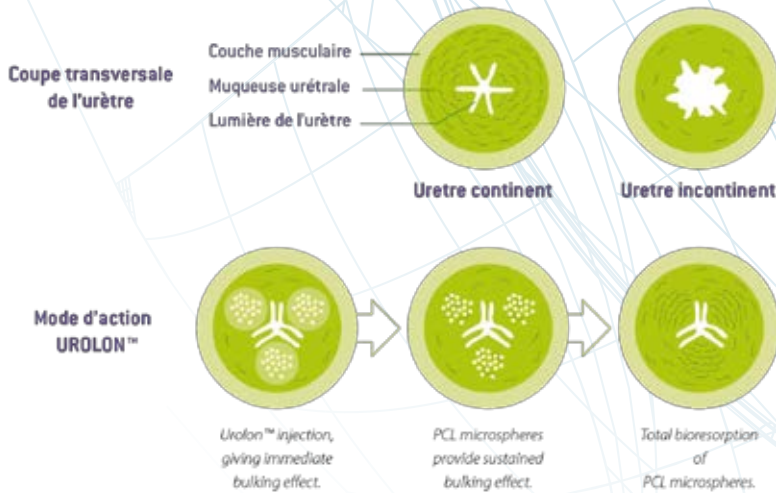 Coupe transversale
de l'urètre
Couche musculaire
Muqueuse urétrale
Lumière de l'urètre
Uretre continent
Uretre incontinent
Mode d'action
UROLON™
Urolon™ injection,
giving immediate
bulking effect.
PCL microspheres
provide sustained
bulking effect.
Total bioresorption
of
PCL microspheres.